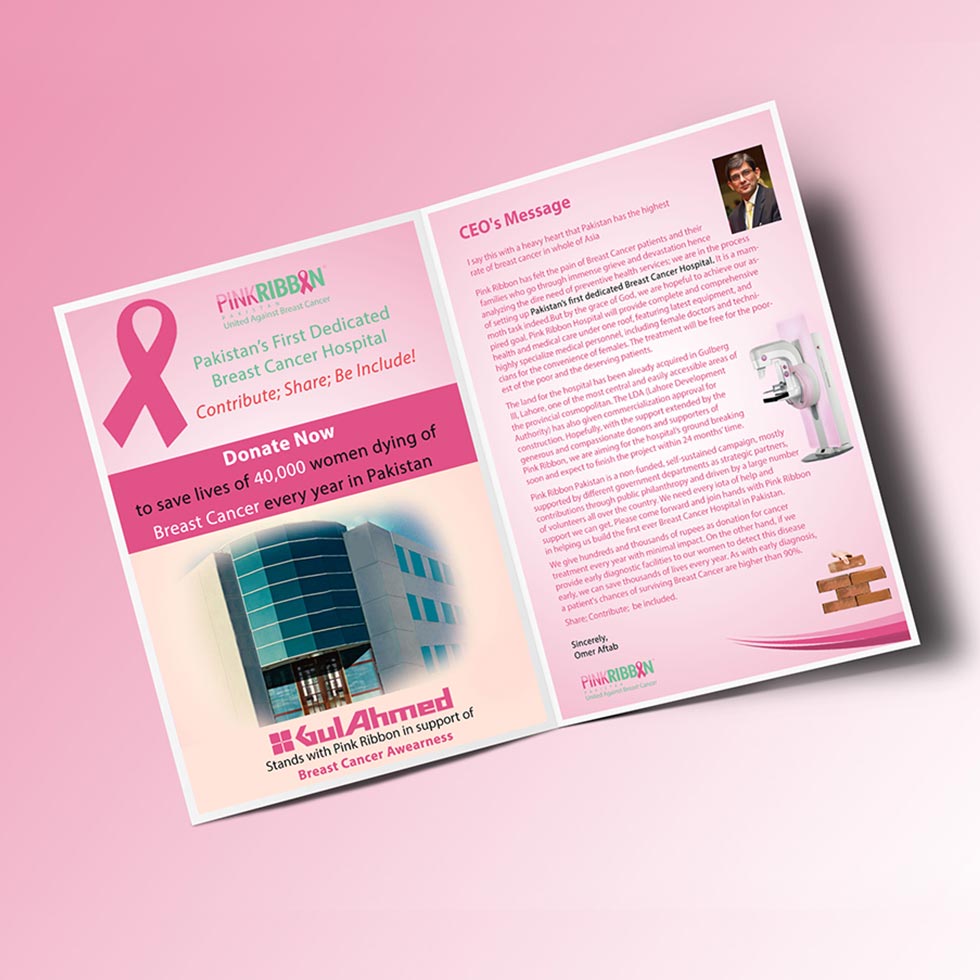 PINKRIBBON
PAKISTAN
United Against Breast Cancer
Pakistan's First Dedicated
Breast Cancer Hospital
Contribute; Share; Be Include!
Donate Now
to save lives of 40,000 women dying of
Breast Cancer every year in Pakistan
GulAhmed
Stands with Pink Ribbon in support of
Breast Cancer Awearness
CEO's Message
I say this with a heavy heart that Pakistan has the highest
rate of breast cancer in whole of Asia
Pink Ribbon has felt the pain of Breast Cancer patients and their
families who go through immense grieve and devastation hence
analyzing the dire need of preventive health services; we are in the process
of setting up Pakistan's first dedicated Breast Cancer Hospital. It is a mam-
moth task indeed.But by the grace of God, we are hopeful to achieve our as-
pired goal. Pink Ribbon Hospital will provide complete and comprehensive
health and medical care under one roof, featuring latest equipment, and
highly specialize medical personnel, including female doctors and techni-
cians for the convenience of females. The treatment will be free for the poor-
est of the poor and the deserving patients.
The land for the hospital has been already acquired in Gulberg
III, Lahore, one of the most central and easily accessible areas of
the provincial cosmopolitan. The LDA (Lahore Development
Authority) has also given commercialization approval for
construction. Hopefully, with the support extended by the
generous and compassionate donors and supporters of
Pink Ribbon, we are aiming for the hospital's ground breaking
soon and expect to finish the project within 24 months' time.
Pink Ribbon Pakistan is a non-funded, self-sustained campaign, mostly
supported by different government departments as strategic partners,
contributions through public philanthropy and driven by a large number
of volunteers all over the country. We need every iota of help and
support we can get. Please come forward and join hands with Pink Ribbon
in helping us build the first ever Breast Cancer Hospital in Pakistan.
We give hundreds and thousands of rupees as donation for cancer
treatment every year with minimal impact. On the other hand, if we
provide early diagnostic facilities to our women to detect this disease
early, we can save thousands of lives every year. As with early diagnosis,
a patient's chances of surviving Breast Cancer are higher than 90%.
Share; Contribute; be included.
Sincerely,
Omer Aftab
PINKRIBBON
PAKISTAN
United Against Breast Cancer